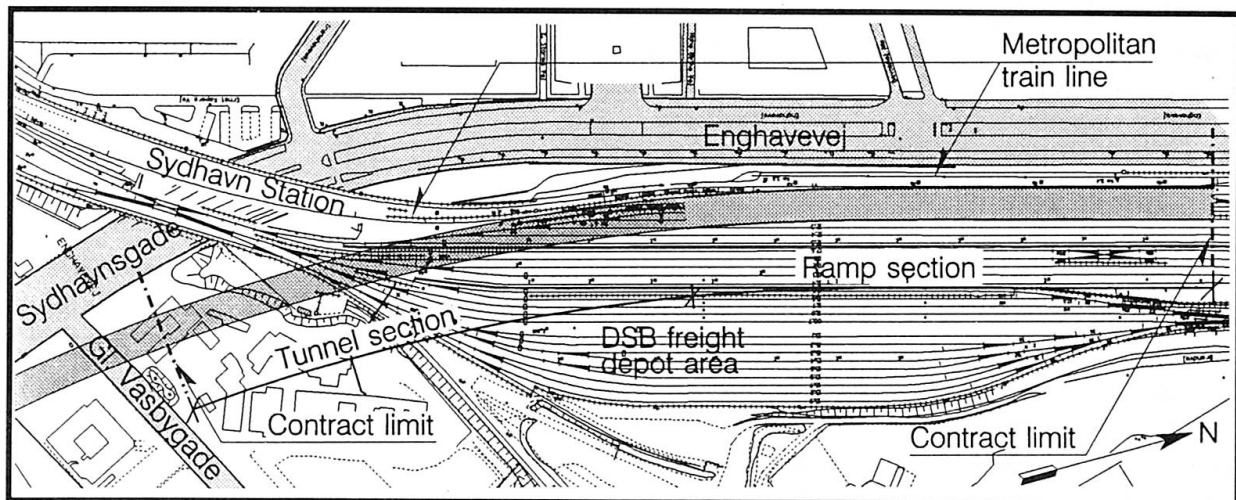 Metropolitan
train line
Enghavevej
Sydhavn Station
Sydhavnsgade
Ramp section
Tunnel section
DSB freight
depot area
Gl. Vasbygade
Contract limit
Contract limit
N